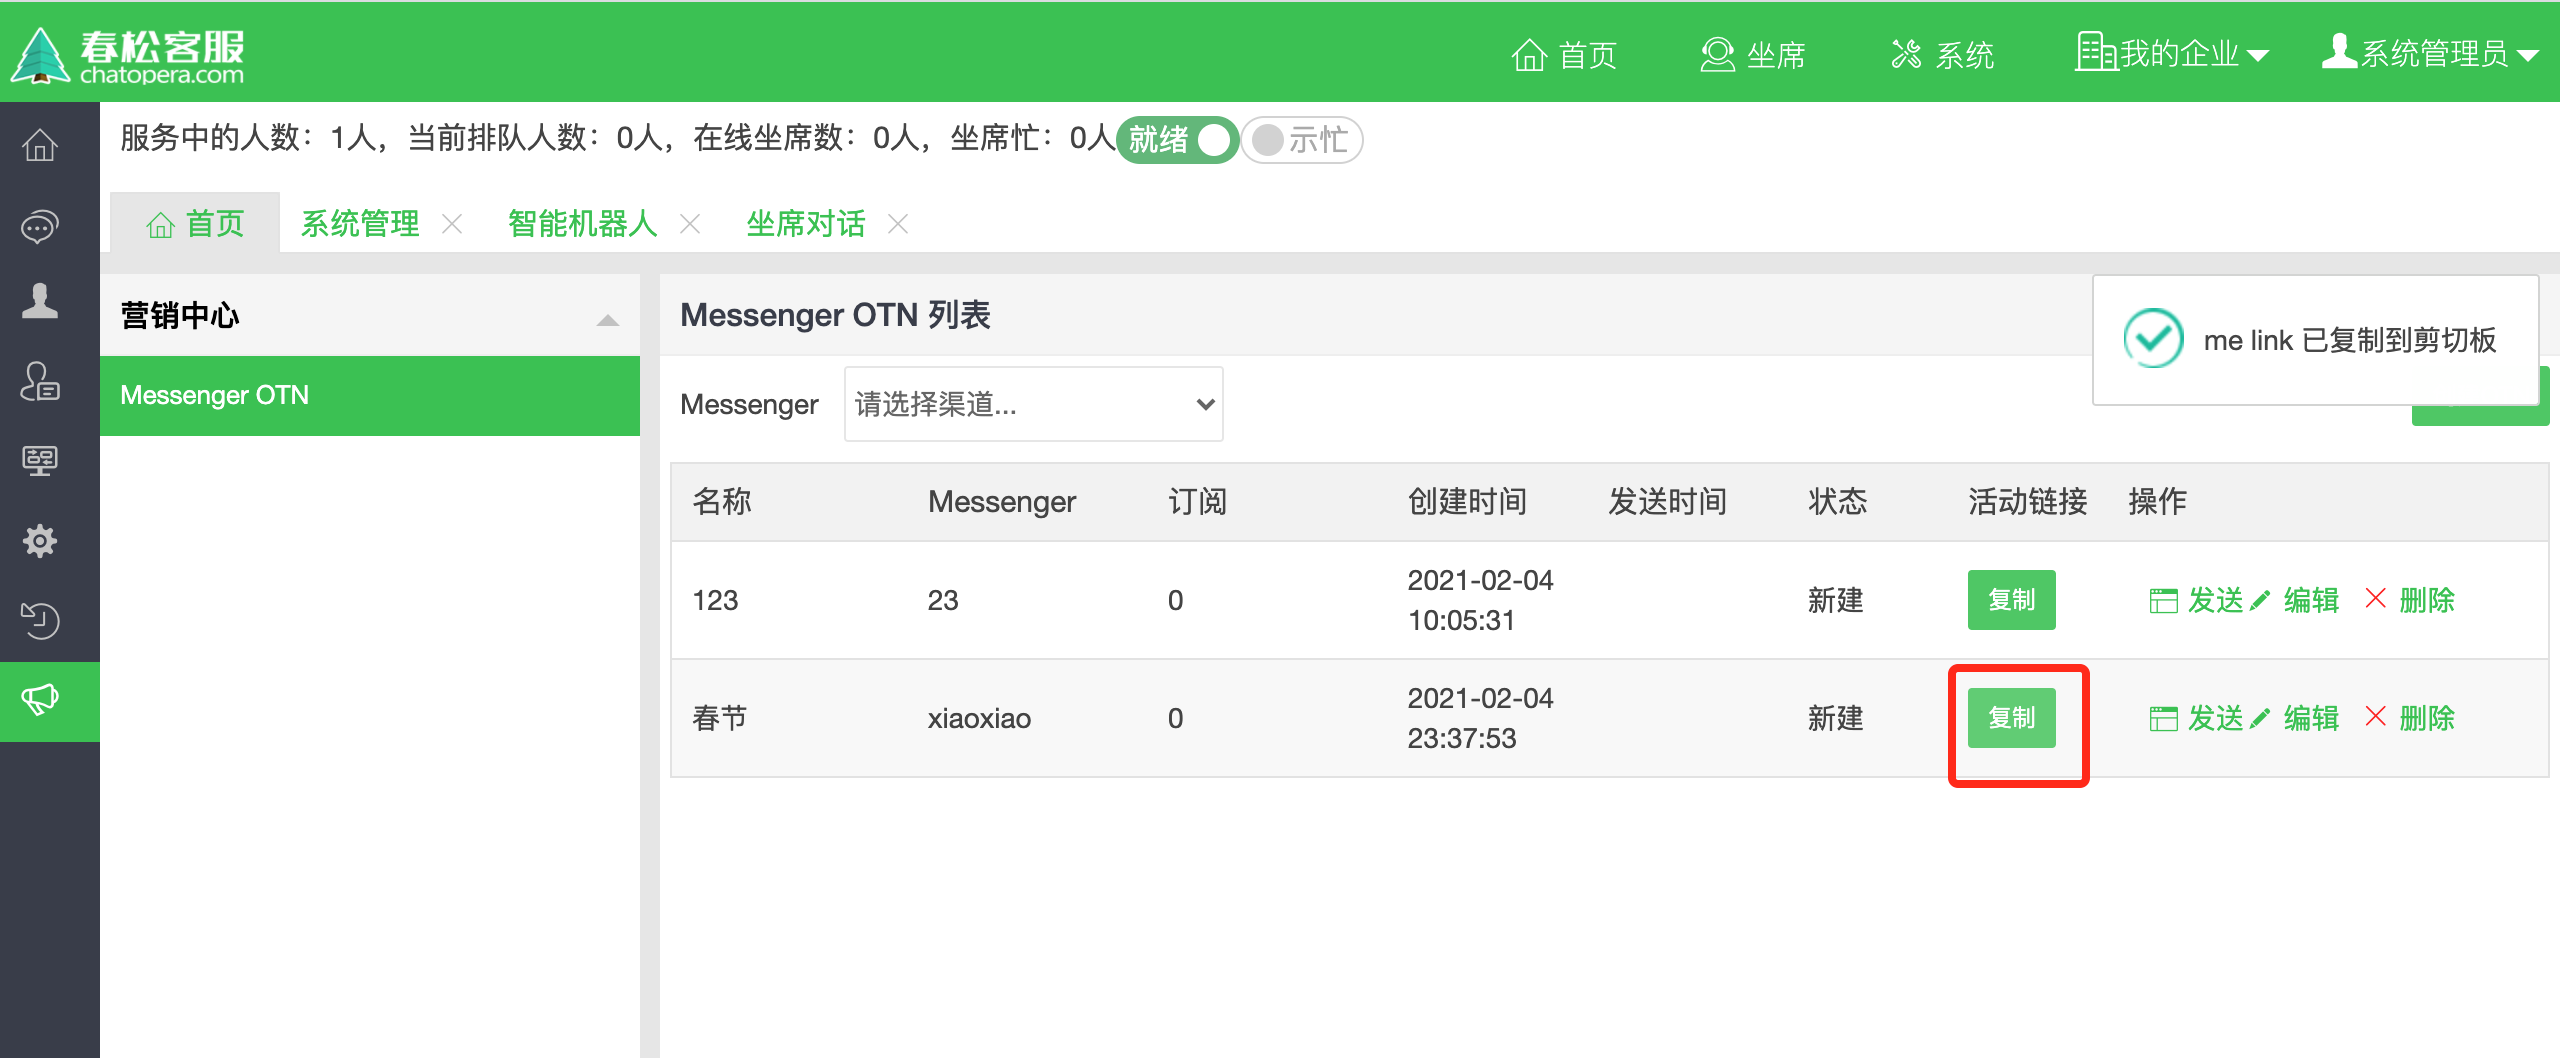 春松客服
chatopera.com
首页
坐席
系统
我的企业
系统管理员
服务中的人数：1人，当前排队人数：0人，在线坐席数：0人，坐席忙：0人
就绪
示忙
首页
系统管理
智能机器人
坐席对话
营销中心
Messenger OTN
Messenger OTN 列表
me link 已复制到剪切板
Messenger
请选择渠道...
名称 Messenger 订阅 创建时间 发送时间 状态 活动链接 操作
123 23 0 2021-02-04 10:05:31 新建 复制 发送 编辑 删除
春节 xiaoxiao 0 2021-02-04 23:37:53 新建 复制 发送 编辑 删除